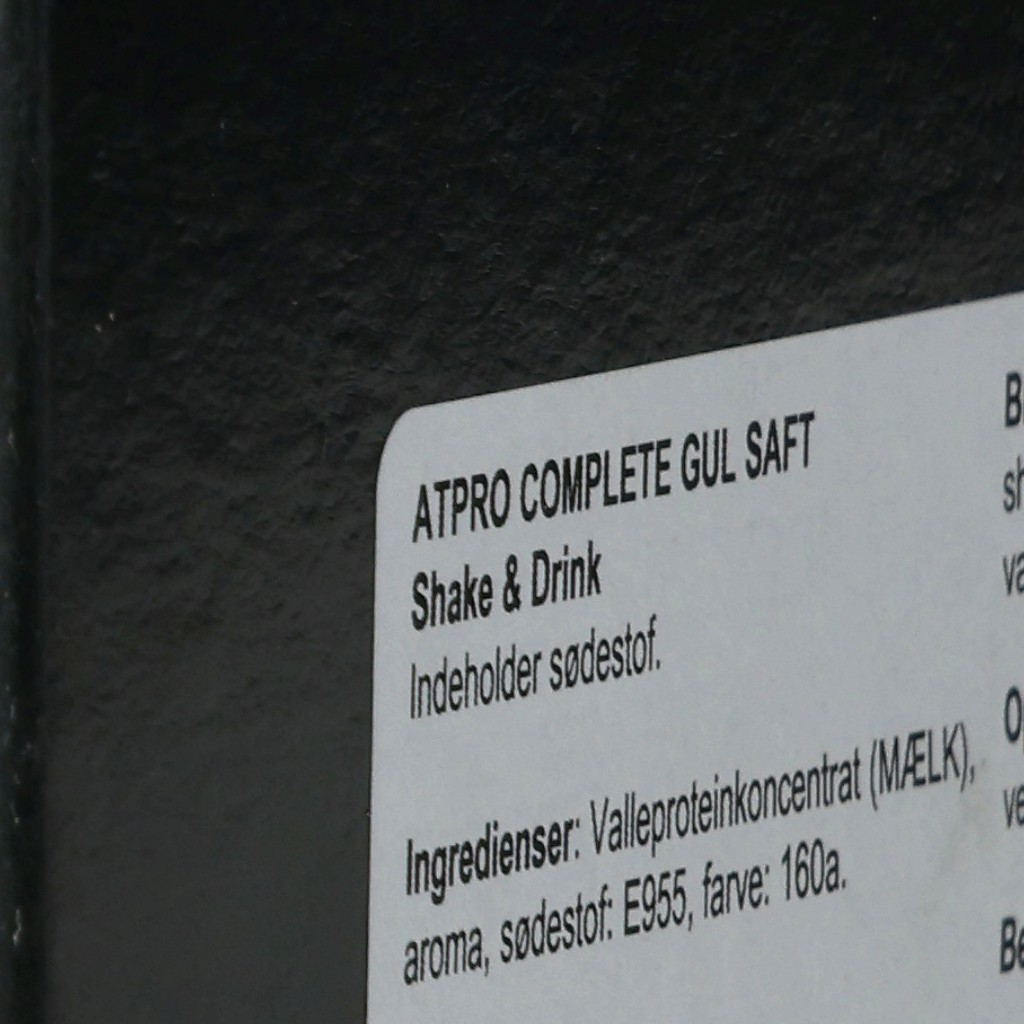 ATPRO COMPLETE GUL SAFT
Shake & Drink
Indeholder sødestof.
Ingredienser: Valleproteinkoncentrat (MÆLK),
aroma, sødestof: E955, farve: 160a.